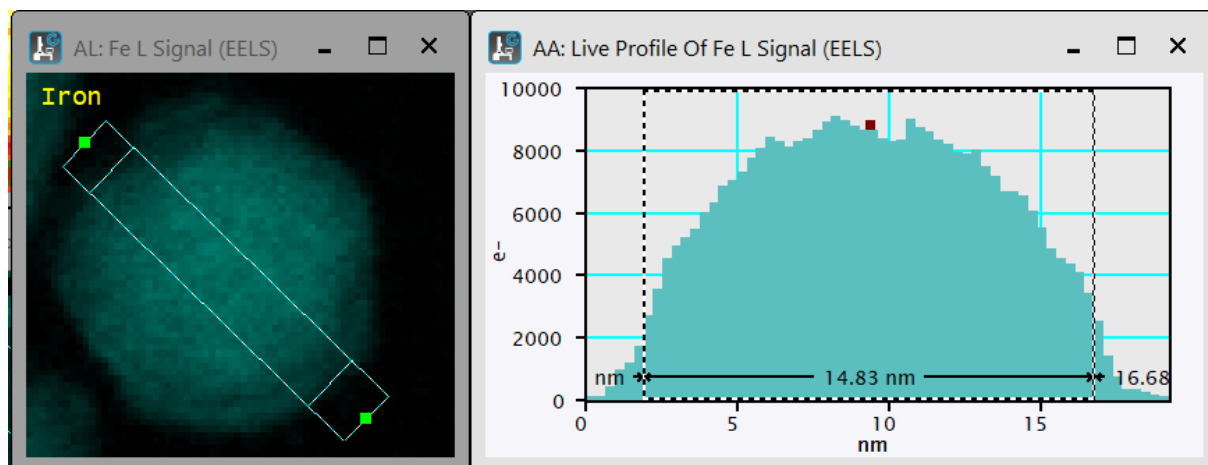 AL: Fe L Signal (EELS)
Iron
AA: Live Profile Of Fe L Signal (EELS)
10000
8000
6000
4000
2000
0
e-
nm
14.83 nm
16.68
0
5
10
15
nm